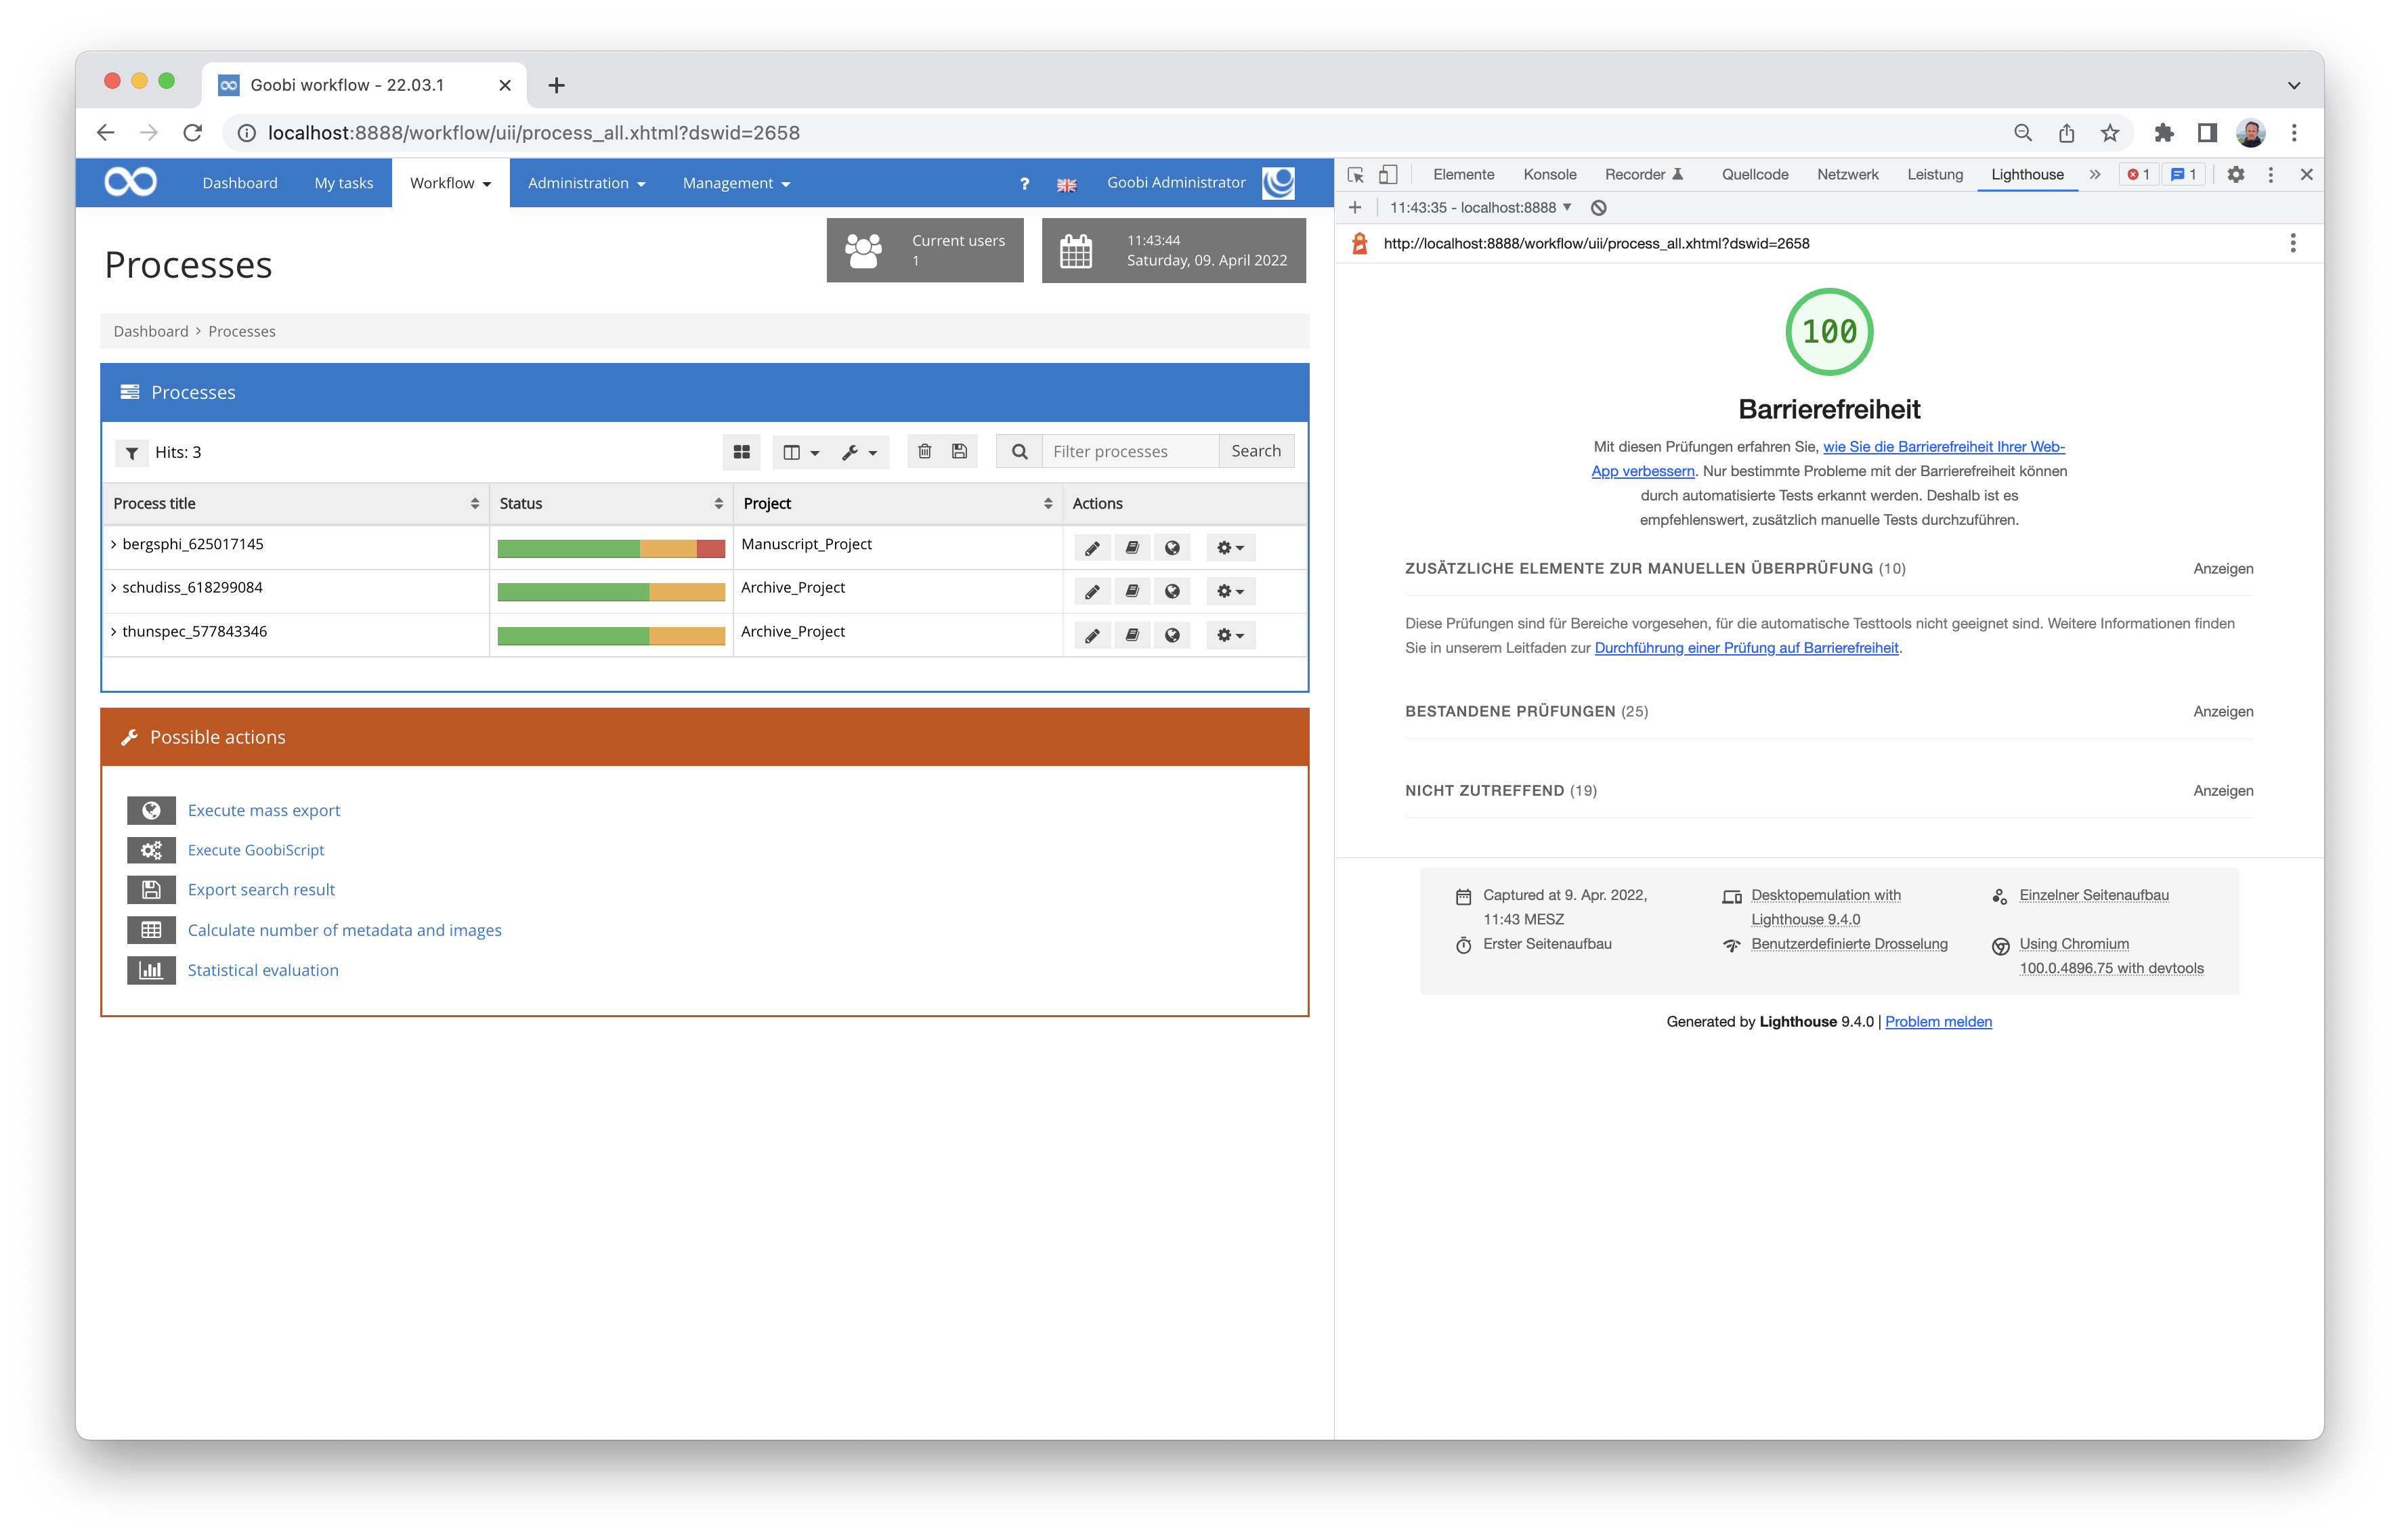 Goobi workflow - 22.03.1
localhost:8888/workflow/uii/process_all.xhtml?dswid=2658
Dashboard
My tasks
Workflow
Administration
Management
?
Goobi Administrator
Processes
Current users
1
11:43:44
Saturday, 09. April 2022
Dashboard > Processes
Processes
Hits: 3
Filter processes
Search
Process title
Status
Project
Actions
bergsphi_625017145
Manuscript_Project
schudiss_618299084
Archive_Project
thunspec_577843346
Archive_Project
Possible actions
Execute mass export
Execute GoobiScript
Export search result
Calculate number of metadata and images
Statistical evaluation
Elemente
Konsole
Recorder
Quellcode
Netzwerk
Leistung
Lighthouse
1
1
11:43:35 - localhost:8888
http://localhost:8888/workflow/uii/process_all.xhtml?dswid=2658
100
Barrierefreiheit
Mit diesen Prüfungen erfahren Sie, wie Sie die Barrierefreiheit Ihrer Web-
App verbessern. Nur bestimmte Probleme mit der Barrierefreiheit können
durch automatisierte Tests erkannt werden. Deshalb ist es
empfehlenswert, zusätzlich manuelle Tests durchzuführen.
ZUSÄTZLICHE ELEMENTE ZUR MANUELLEN ÜBERPRÜFUNG (10)
Anzeigen
Diese Prüfungen sind für Bereiche vorgesehen, für die automatische Testtools nicht geeignet sind. Weitere Informationen finden
Sie in unserem Leitfaden zur Durchführung einer Prüfung auf Barrierefreiheit.
BESTANDENE PRÜFUNGEN (25)
Anzeigen
NICHT ZUTREFFEND (19)
Anzeigen
Captured at 9. Apr. 2022,
11:43 MESZ
Desktopemulation with
Lighthouse 9.4.0
Einzelner Seitenaufbau
Erster Seitenaufbau
Benutzerdefinierte Drosselung
Using Chromium
100.0.4896.75 with devtools
Generated by Lighthouse 9.4.0 | Problem melden